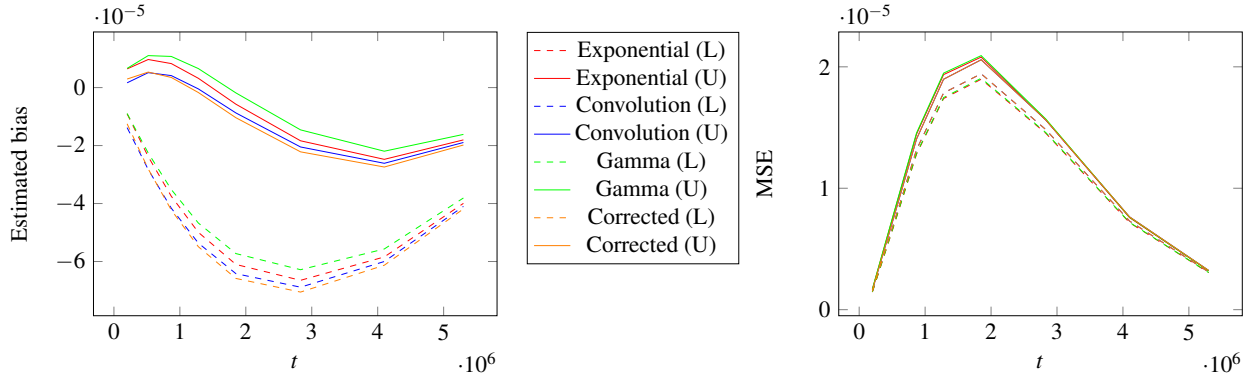 ·10⁻⁵
0
−2
−4
−6
Estimated bias
0 1 2 3 4 5
t
·10⁶
Exponential (L)
Exponential (U)
Convolution (L)
Convolution (U)
Gamma (L)
Gamma (U)
Corrected (L)
Corrected (U)
·10⁻⁵
2
1
0
MSE
0 1 2 3 4 5
t
·10⁶